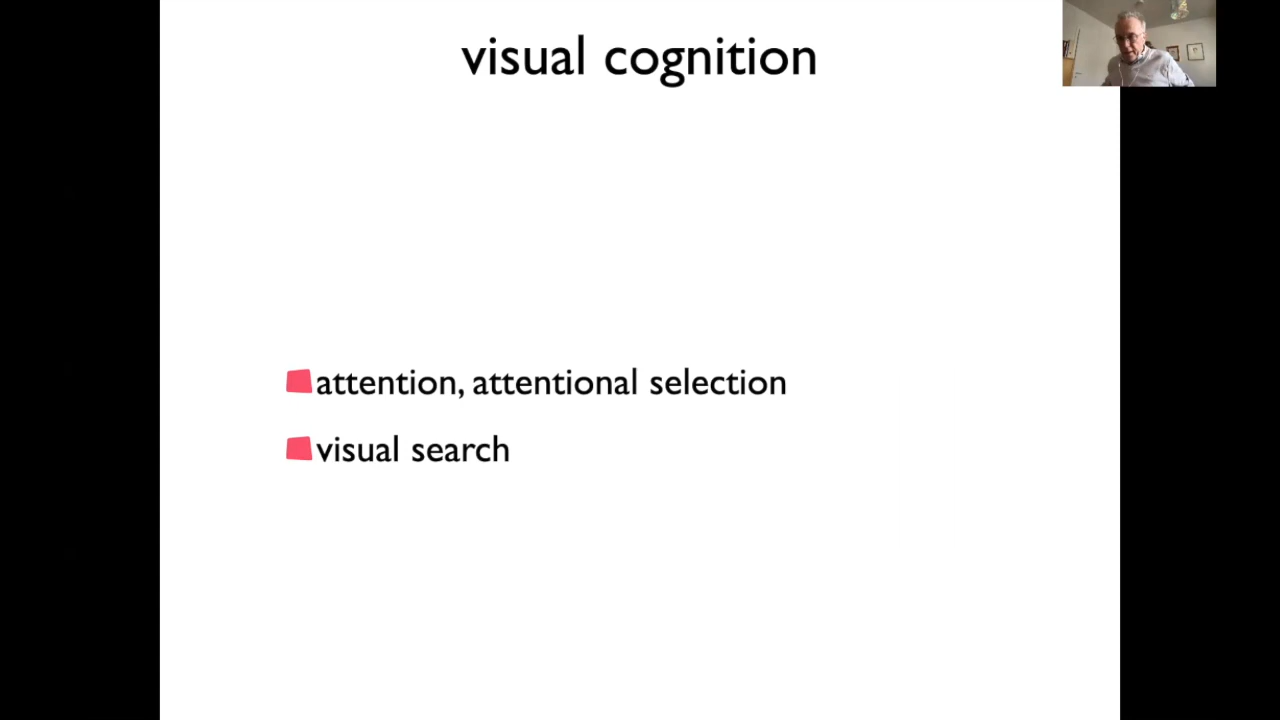 visual cognition
attention, attentional selection
visual search